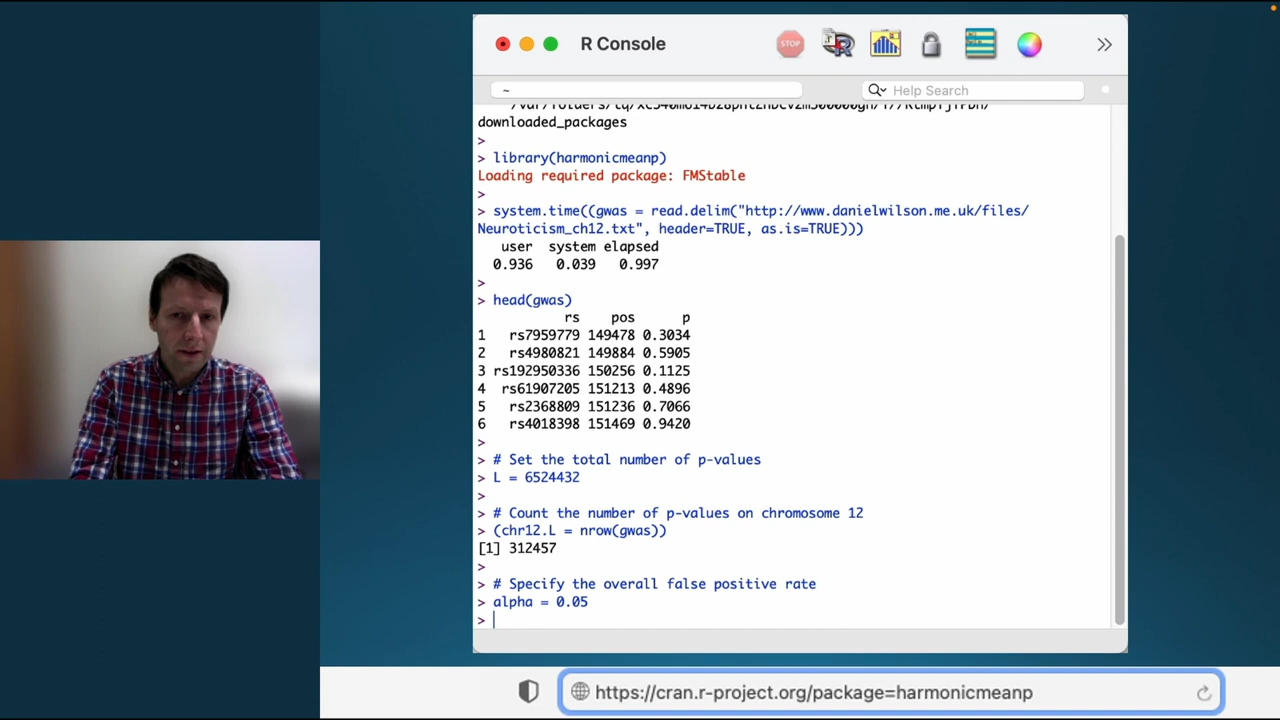 R Console
STOP
~
Help Search
downloaded_packages
>
> library(harmonicmeanp)
Loading required package: FMStable
>
> system.time((gwas = read.delim("http://www.danielwilson.me.uk/files/
Neuroticism_ch12.txt", header=TRUE, as.is=TRUE)))
user system elapsed
0.936 0.039 0.997
>
> head(gwas)
rs pos p
1 rs7959779 149478 0.3034
2 rs4980821 149884 0.5905
3 rs192950336 150256 0.1125
4 rs61907205 151213 0.4896
5 rs2368809 151236 0.7066
6 rs4018398 151469 0.9420
>
> # Set the total number of p-values
> L = 6524432
>
> # Count the number of p-values on chromosome 12
> (chr12.L = nrow(gwas))
[1] 312457
>
> # Specify the overall false positive rate
> alpha = 0.05
>
https://cran.r-project.org/package=harmonicmeanp